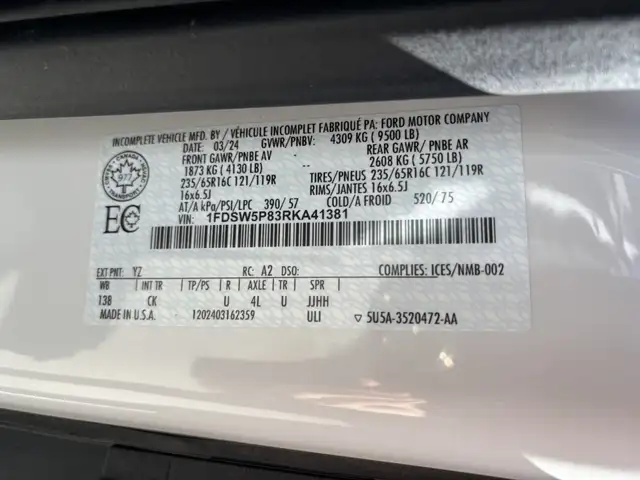 INCOMPLETE VEHICLE MFD. BY / VÉHICULE INCOMPLET FABRIQUÉ PA: FORD MOTOR COMPANY
DATE: 03/24 GVWR/PNBV: 4309 KG ( 9500 LB)
FRONT GAWR/PNBE AV REAR GAWR/ PNBE AR
1873 KG ( 4130 LB) 2608 KG ( 5750 LB)
235/65R16C 121/119R TIRES/PNEUS 235/65R16C 121/119R
16x6.5J RIMS/JANTES 16x6.5J
AT/A kPa/PSI/LPC 390/ 57 COLD/A FROID 520/ 75
VIN: 1FDSW5P83RKA41381
CANADA
977
TRANSPORT
EC
EXT PNT: YZ RC: A2 DSO: COMPLIES: ICES/NMB-002
WB INT TR TP/PS R AXLE TR SPR
138 CK U 4L U JJHH
MADE IN U.S.A. 1202403162359 ULI ▽ 5U5A-3520472-AA